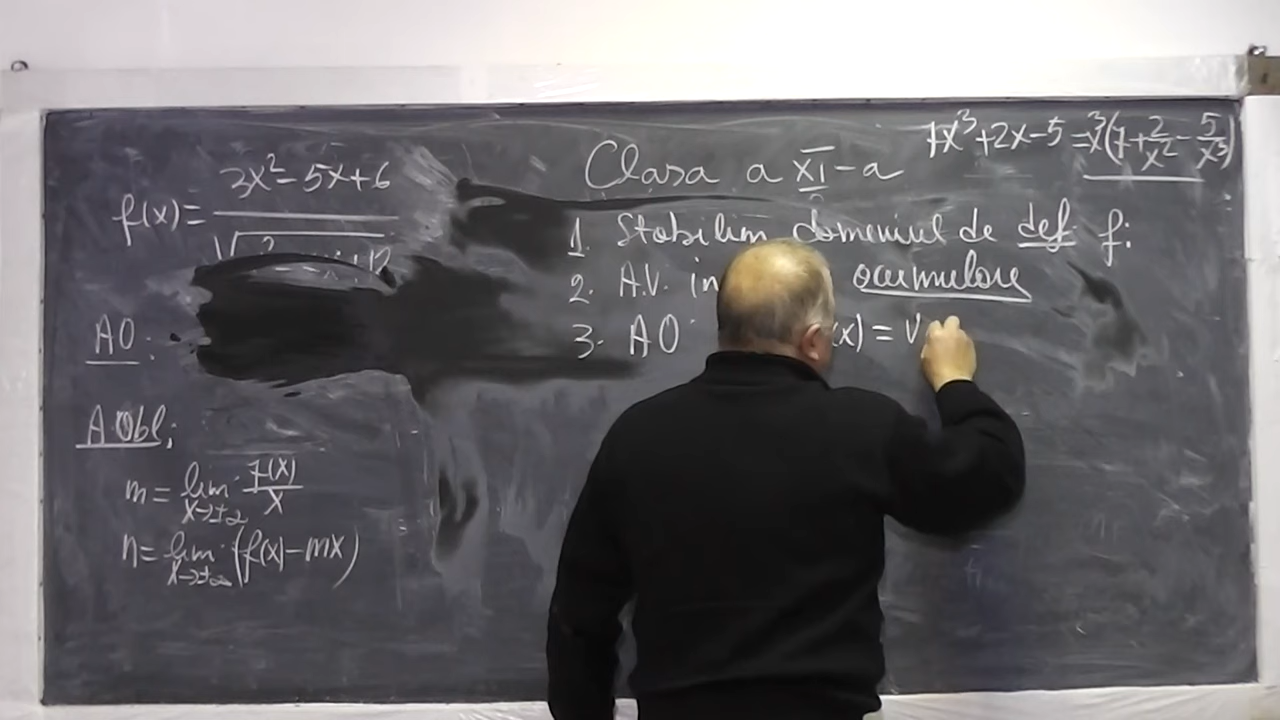 Clasa a XI-a
7x³+2x-5=x³(7+2/x²-5/x³)
f(x)=3x²-5x+6
1. Stabilim domeniul de def f:
2. A.V. in acumulare
3. AO (x) = V
AO:
A.Obl;
m=lim x→±∞ f(x)/x
n=lim x→±∞ (f(x)-mx)